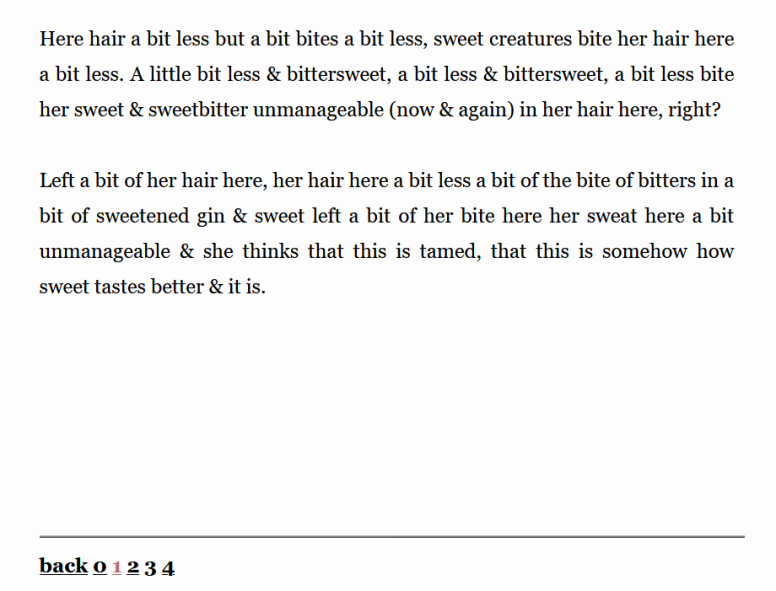 Here hair a bit less but a bit bites a bit less, sweet creatures bite her hair here
a bit less. A little bit less & bittersweet, a bit less & bittersweet, a bit less bite
her sweet & sweetbitter unmanageable (now & again) in her hair here, right?
Left a bit of her hair here, her hair here a bit less a bit of the bite of bitters in a
bit of sweetened gin & sweet left a bit of her bite here her sweat here a bit
unmanageable & she thinks that this is tamed, that this is somehow how
sweet tastes better & it is.
back 0 1 2 3 4